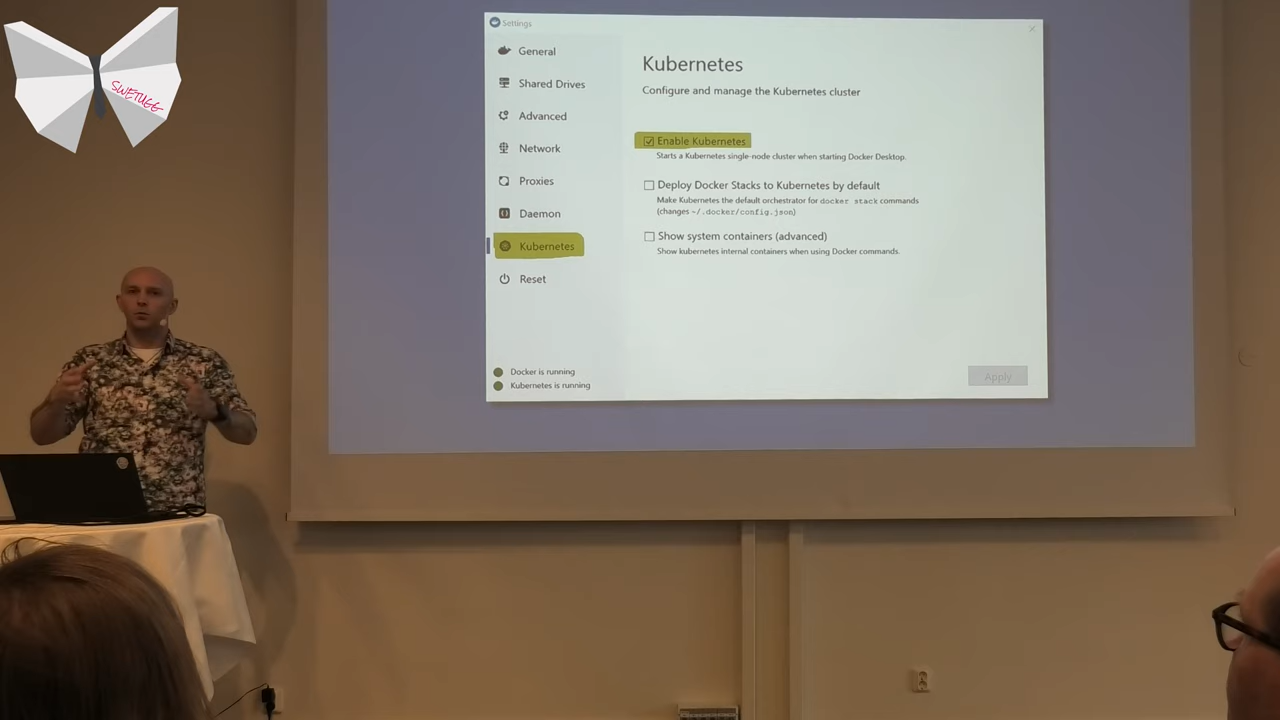 SWETUGG
Settings
General
Shared Drives
Advanced
Network
Proxies
Daemon
Kubernetes
Reset
Docker is running
Kubernetes is running
Kubernetes
Configure and manage the Kubernetes cluster
Enable Kubernetes
Starts a Kubernetes single-node cluster when starting Docker Desktop.
Deploy Docker Stacks to Kubernetes by default
Make Kubernetes the default orchestrator for docker stack commands
(changes ~/.docker/config.json)
Show system containers (advanced)
Show kubernetes internal containers when using Docker commands.
Apply